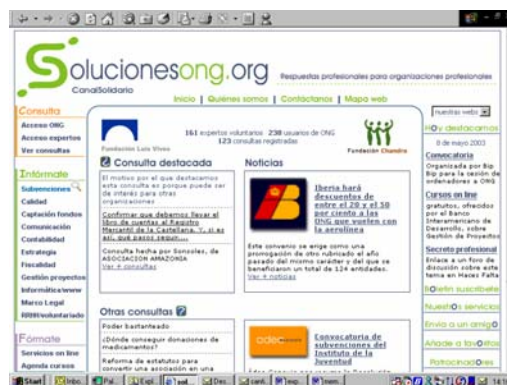 Solucionesong.org
CanalSolidario
Respuestas profesionales para organizaciones profesionales
Inicio | Quiénes somos | Contáctanos | Mapa web
Consulta
Acceso ONG
Acceso expertos
Ver consultas
Infórmate
Subvenciones
Calidad
Captación fondos
Comunicación
Contabilidad
Estrategia
Fiscalidad
Gestión proyectos
Informática/www
Marco Legal
RRHH/voluntariado
Fórmate
Servicios on line
Agenda cursos
Fundación Luis Vives
161 expertos voluntarios 238 usuarios de ONG
123 consultas registradas
Fundación Chandra
Consulta destacada
El motivo por el que destacamos
esta consulta es porque puede ser
de interés para otras
organizaciones
Confirmar que debemos llevar el
libro de cuentas al Registro
Mercantil de la Castellana. Y, si es
así, qué pasos seguir...
Consulta hecha por Sonsoles, de
ASOCIACION AMAZONIA
Ver + consultas
Otras consultas
Poder bastanteado
¿Dónde conseguir donaciones de
medicamentos?
Reforma de estatutos para
convertir una asociación en una
Noticias
Iberia hará
descuentos de
entre el 20 y el 50
por ciento a las
ONG que vuelen con
la aerolínea
Este convenio se erige como una
prorrogación de otro rubricado el año
pasado del mismo carácter y del que se
beneficiaron un total de 124 entidades.
Ver + noticias
adec
Convocatoria de
subvenciones del
Instituto de la
Juventud
nuestras webs
HOy destacamos
8 de mayo 2003
Convocatoria
Organizada por Bip
Bip para la cesión de
ordenadores a ONG
Cursos on line
gratuitos, ofrecidos
por el Banco
Interamericano de
Desarrollo, sobre
Gestión de Proyectos
Secreto profesional
Enlace a un foro de
discusión sobre este
tema en Haces Falta
BOletín suscríbete
NuestrOs servicios
Envía a un amigO
Añade a favOritos
PatrocinadOres
Start